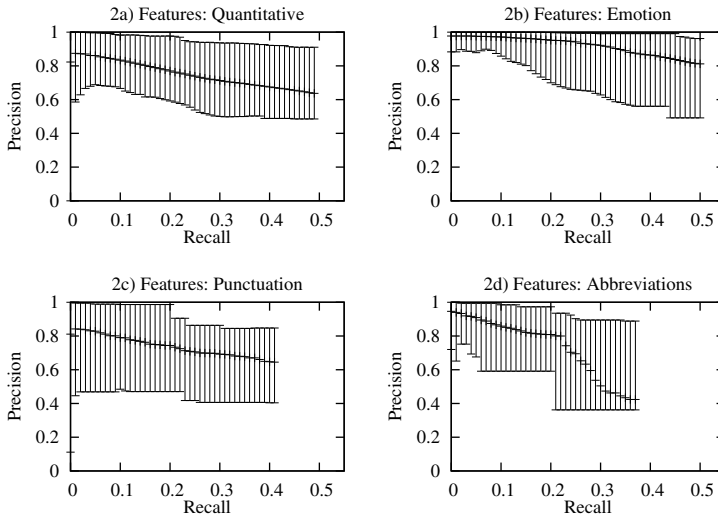 2a) Features: Quantitative
1
0.8
0.6
0.4
0.2
0
Precision
0 0.1 0.2 0.3 0.4 0.5
Recall
2b) Features: Emotion
1
0.8
0.6
0.4
0.2
0
Precision
0 0.1 0.2 0.3 0.4 0.5
Recall
2c) Features: Punctuation
1
0.8
0.6
0.4
0.2
0
Precision
0 0.1 0.2 0.3 0.4 0.5
Recall
2d) Features: Abbreviations
1
0.8
0.6
0.4
0.2
0
Precision
0 0.1 0.2 0.3 0.4 0.5
Recall